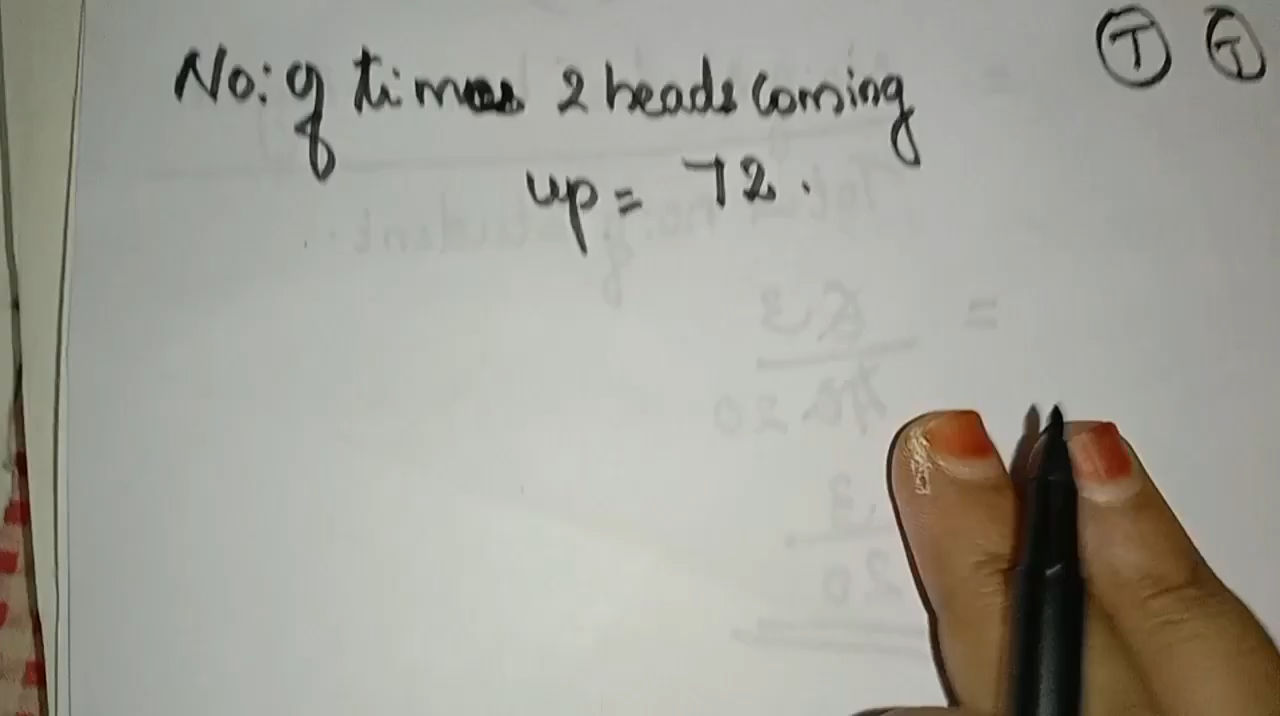 No: of times 2 heads coming T T
up = 72.